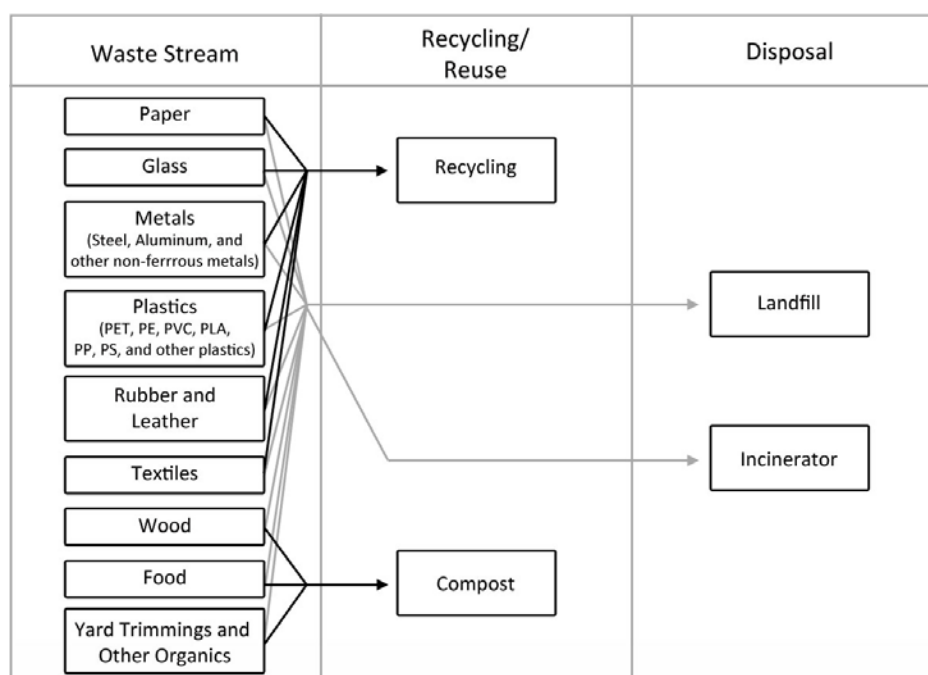 Waste Stream
Recycling/
Reuse
Disposal
Paper
Glass
Metals
(Steel, Aluminum, and
other non-ferrrous metals)
Plastics
(PET, PE, PVC, PLA,
PP, PS, and other plastics)
Rubber and
Leather
Textiles
Wood
Food
Yard Trimmings and
Other Organics
Recycling
Compost
Landfill
Incinerator